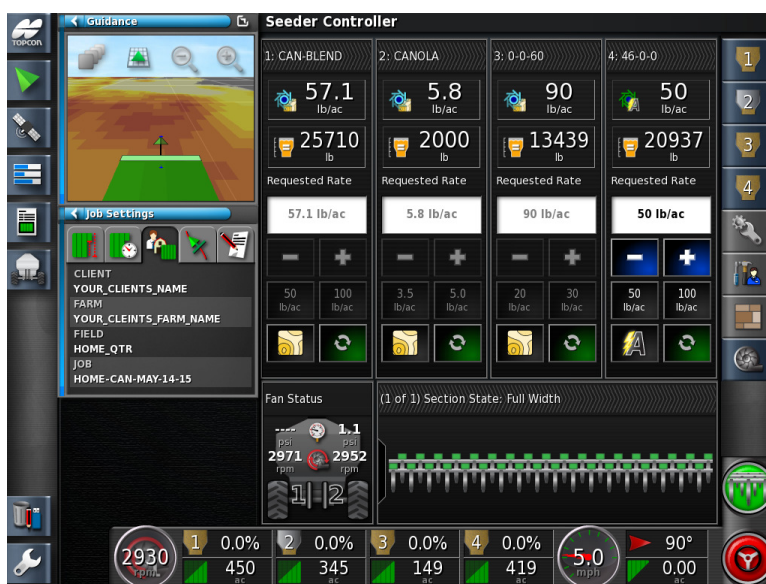 TOPCON
Guidance
Seeder Controller
1: CAN-BLEND
2: CANOLA
3: 0-0-60
4: 46-0-0
57.1
lb/ac
5.8
lb/ac
90
lb/ac
50
lb/ac
25710
lb
2000
lb
13439
lb
20937
lb
Requested Rate
Requested Rate
Requested Rate
Requested Rate
57.1 lb/ac
5.8 lb/ac
90 lb/ac
50 lb/ac
50
lb/ac
100
lb/ac
3.5
lb/ac
5.0
lb/ac
20
lb/ac
30
lb/ac
50
lb/ac
100
lb/ac
A
1
2
3
4
Job Settings
CLIENT
YOUR_CLIENTS_NAME
FARM
YOUR_CLEINTS_FARM_NAME
FIELD
HOME_QTR
JOB
HOME-CAN-MAY-14-15
Fan Status
----
psi
1.1
psi
2971
rpm
2952
rpm
1
2
(1 of 1) Section State: Full Width
2930
rpm
1
0.0%
450
ac
2
0.0%
345
ac
3
0.0%
149
ac
4
0.0%
419
ac
5.0
mph
90°
0.00